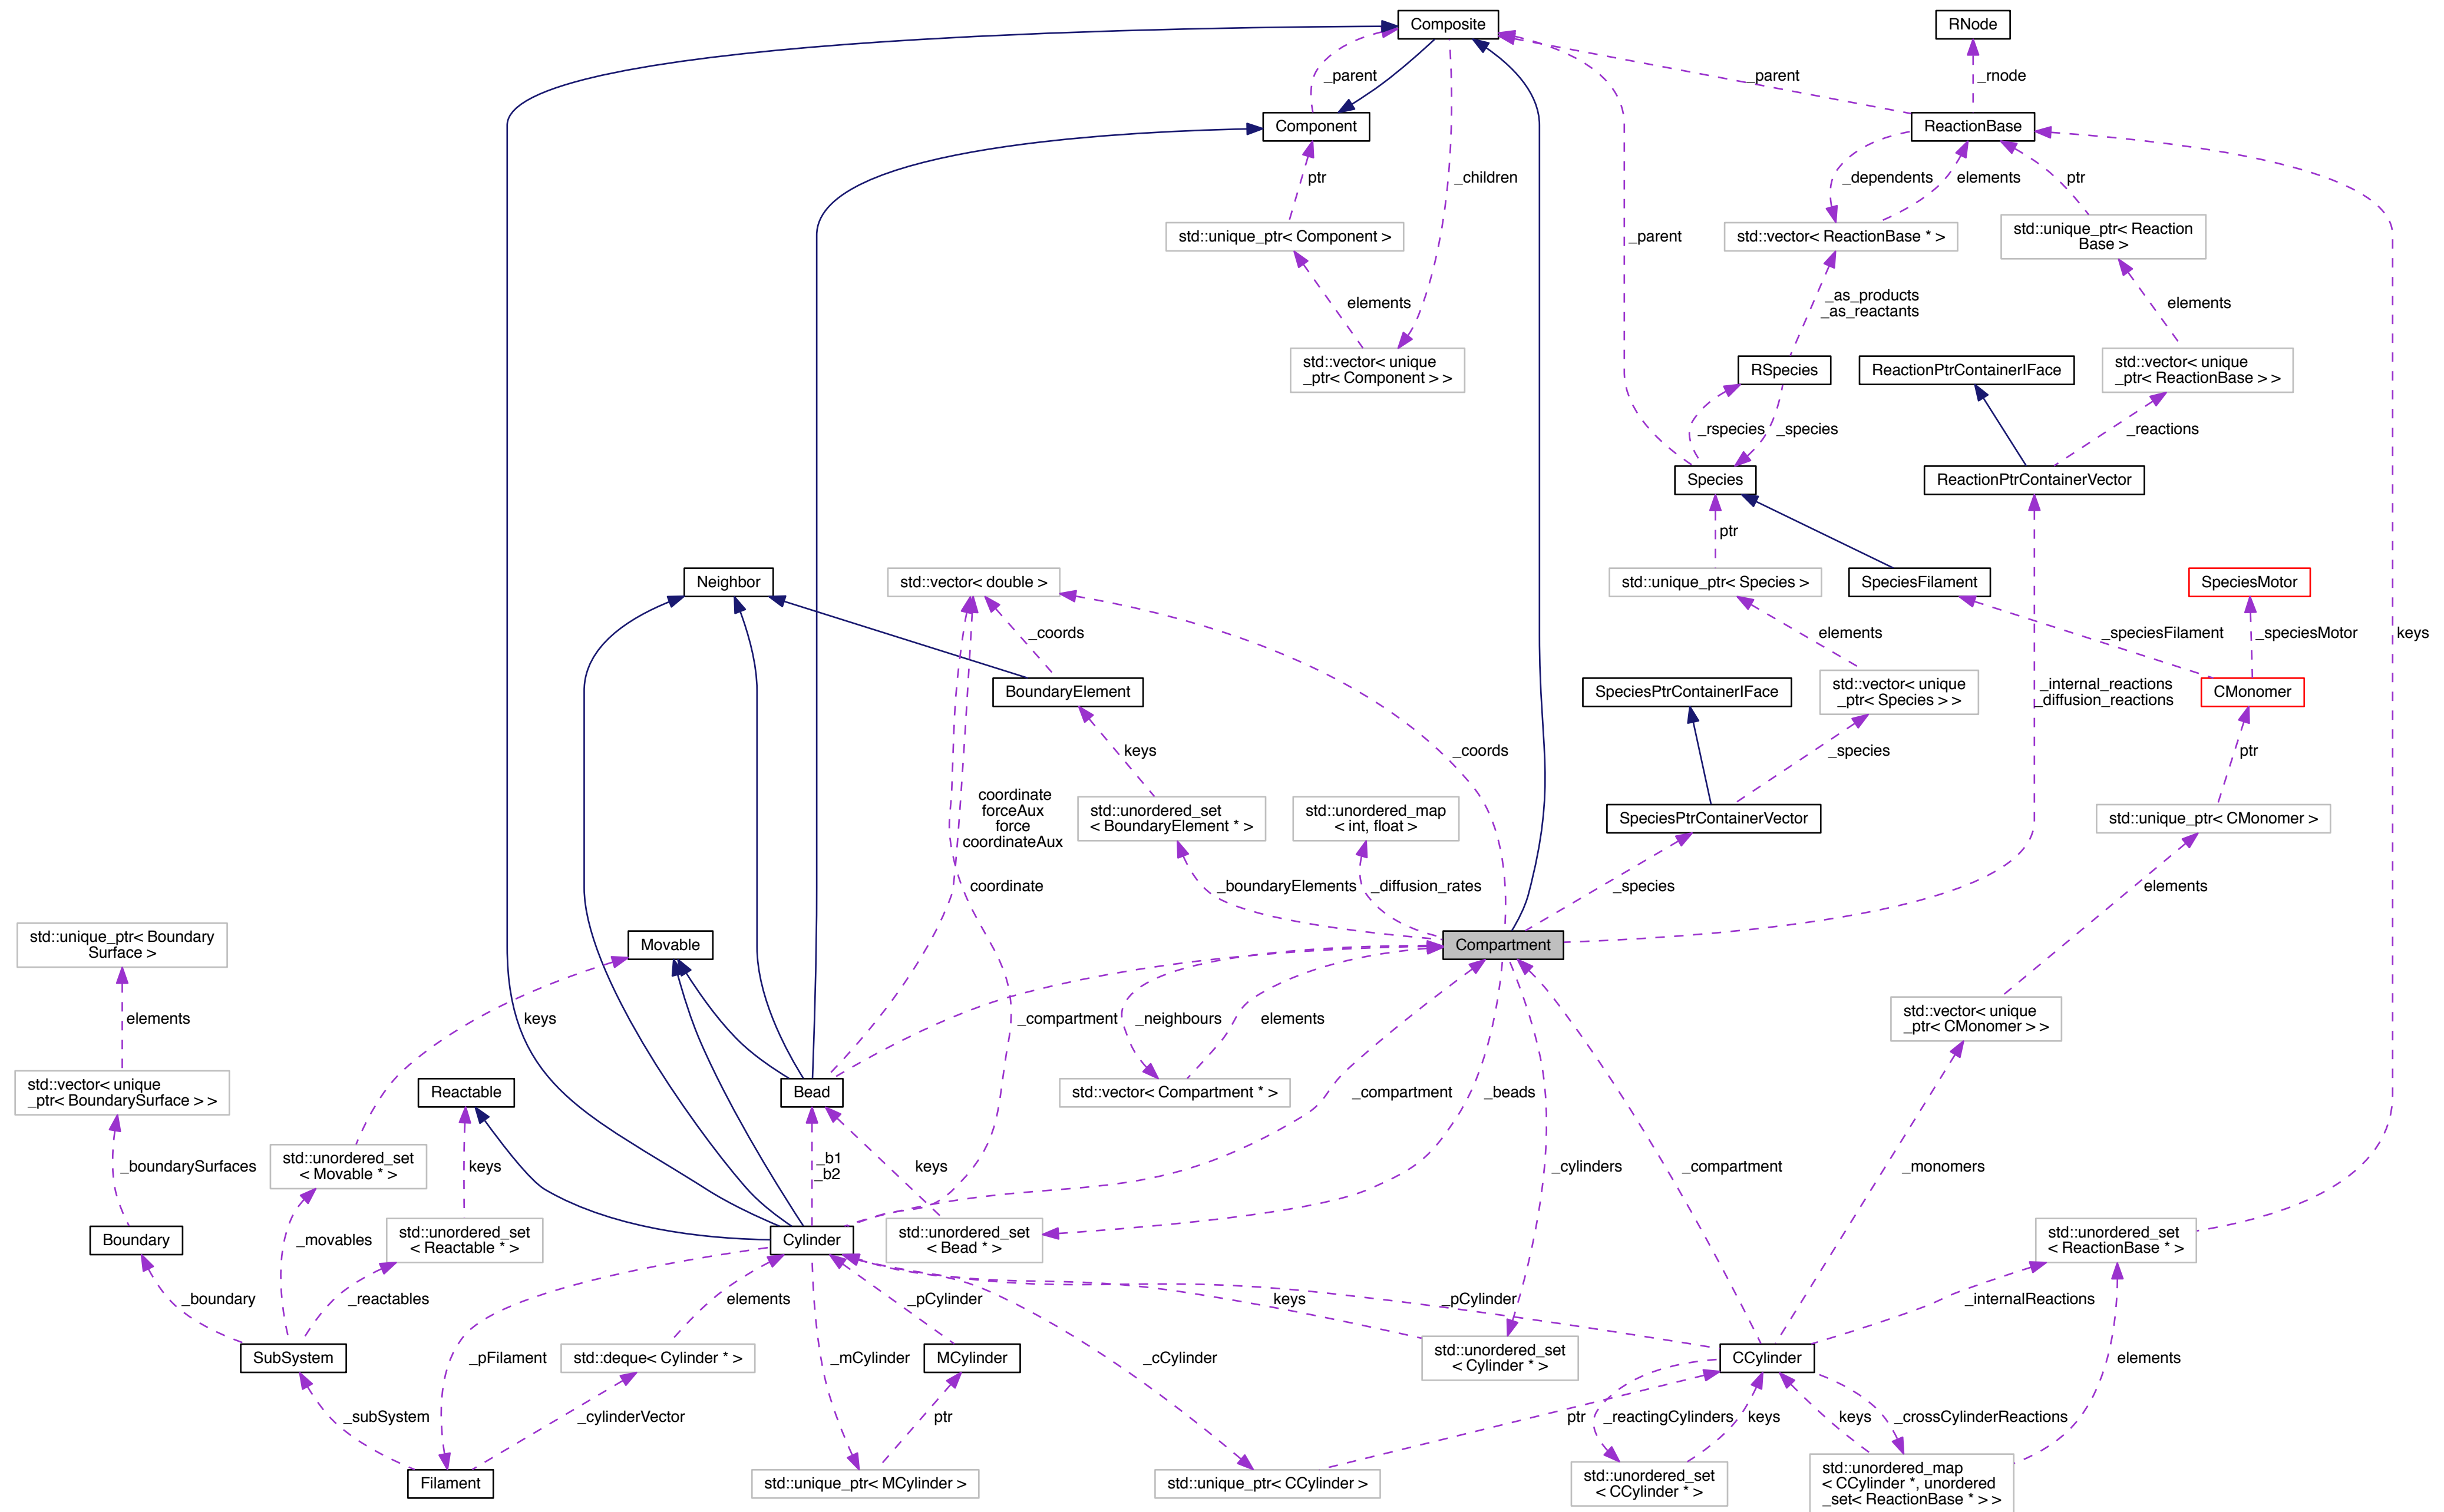 Composite
RNode
_parent
_parent
_rnode
Component
ReactionBase
ptr
_children
_dependents
elements
ptr
std::unique_ptr< Component >
_parent
std::vector< ReactionBase * >
std::unique_ptr< Reaction
Base >
elements
_as_products
_as_reactants
elements
std::vector< unique
_ptr< Component > >
RSpecies
ReactionPtrContainerIFace
std::vector< unique
_ptr< ReactionBase > >
_rspecies
_species
_reactions
Species
ReactionPtrContainerVector
ptr
Neighbor
std::vector< double >
std::unique_ptr< Species >
SpeciesFilament
SpeciesMotor
_coords
elements
_speciesFilament
_speciesMotor
keys
BoundaryElement
SpeciesPtrContainerIFace
std::vector< unique
_ptr< Species > >
_internal_reactions
_diffusion_reactions
CMonomer
keys
_coords
_species
ptr
coordinate
forceAux
force
coordinateAux
std::unordered_set
< BoundaryElement * >
std::unordered_map
< int, float >
SpeciesPtrContainerVector
std::unique_ptr< CMonomer >
coordinate
_boundaryElements
_diffusion_rates
_species
elements
std::unique_ptr< Boundary
Surface >
Movable
Compartment
elements
keys
_compartment
_neighbours
elements
std::vector< unique
_ptr< CMonomer > >
std::vector< unique
_ptr< BoundarySurface > >
Reactable
Bead
std::vector< Compartment * >
_compartment
_beads
_boundarySurfaces
std::unordered_set
< Movable * >
keys
_b1
_b2
keys
_cylinders
_compartment
_monomers
Boundary
_movables
std::unordered_set
< Reactable * >
Cylinder
std::unordered_set
< Bead * >
std::unordered_set
< ReactionBase * >
_boundary
_reactables
elements
_pCylinder
keys
_pCylinder
_internalReactions
SubSystem
_pFilament
std::deque< Cylinder * >
_mCylinder
MCylinder
_cCylinder
std::unordered_set
< Cylinder * >
CCylinder
elements
_subSystem
_cylinderVector
ptr
ptr
_reactingCylinders
keys
keys
_crossCylinderReactions
Filament
std::unique_ptr< MCylinder >
std::unique_ptr< CCylinder >
std::unordered_set
< CCylinder * >
std::unordered_map
< CCylinder *, unordered
_set< ReactionBase * > >